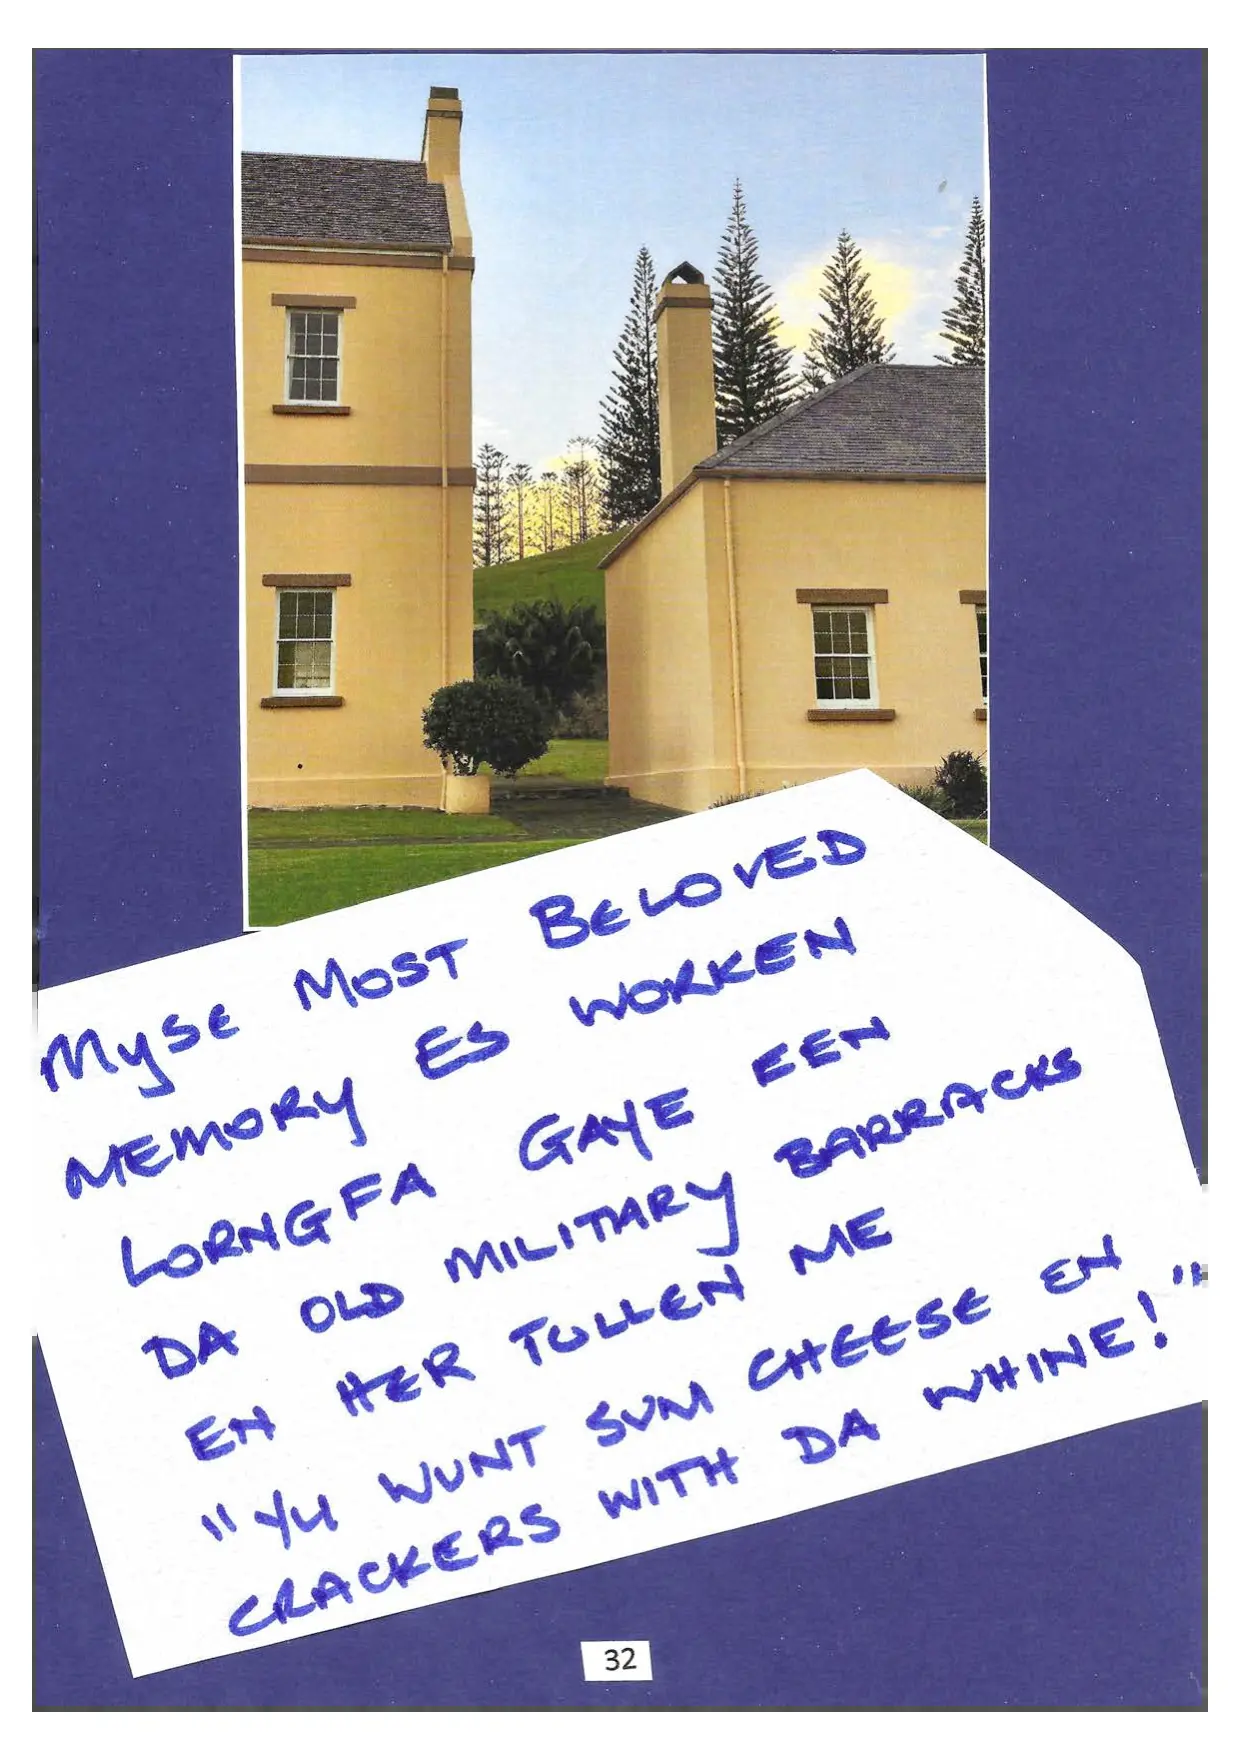 MYSE MOST BELOVED
MEMORY ES WORKEN
LORNGFA GAYE EEN
DA OLD MILITARY BARRACKS
EN HER TULLEN ME
"YU WUNT SUM CHEESE EN
CRACKERS WITH DA WHINE!"
32